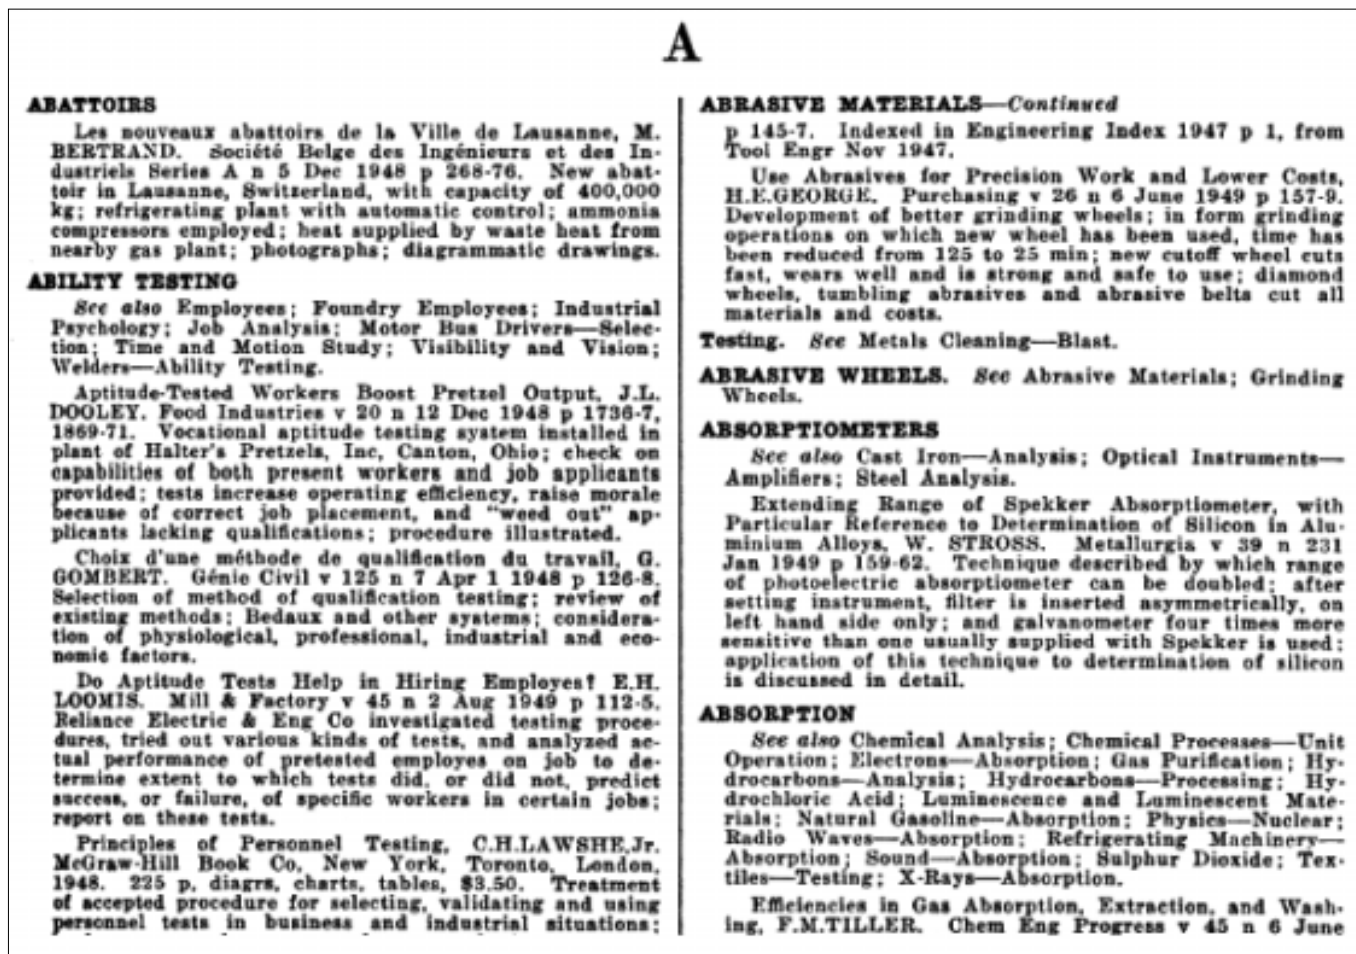 A
ABATTOIRS
Les nouveaux abattoirs de la Ville de Lausanne, M.
BERTRAND. Société Belge des Ingénieurs et des In-
dustriels Series A n 5 Dec 1948 p 268-76. New abat-
toir in Lausanne, Switzerland, with capacity of 400,000
kg; refrigerating plant with automatic control; ammonia
compressors employed; heat supplied by waste heat from
nearby gas plant; photographs; diagrammatic drawings.
ABILITY TESTING
See also Employees; Foundry Employees; Industrial
Psychology; Job Analysis; Motor Bus Drivers—Selec-
tion; Time and Motion Study; Visibility and Vision;
Welders—Ability Testing.
Aptitude-Tested Workers Boost Pretzel Output, J.L.
DOOLEY. Food Industries v 20 n 12 Dec 1948 p 1736-7,
1869-71. Vocational aptitude testing system installed in
plant of Halter's Pretzels, Inc, Canton, Ohio; check on
capabilities of both present workers and job applicants
provided; tests increase operating efficiency, raise morale
because of correct job placement, and "weed out" ap-
plicants lacking qualifications; procedure illustrated.
Choix d'une méthode de qualification du travail, G.
GOMBERT. Génie Civil v 125 n 7 Apr 1 1948 p 126-8.
Selection of method of qualification testing; review of
existing methods; Bedaux and other systems; considera-
tion of physiological, professional, industrial and eco-
nomic factors.
Do Aptitude Tests Help in Hiring Employes? E.H.
LOOMIS. Mill & Factory v 45 n 2 Aug 1949 p 112-5.
Reliance Electric & Eng Co investigated testing proce-
dures, tried out various kinds of tests, and analyzed ac-
tual performance of pretested employes on job to de-
termine extent to which tests did, or did not, predict
success, or failure, of specific workers in certain jobs;
report on these tests.
Principles of Personnel Testing, C.H.LAWSHE,Jr.
McGraw-Hill Book Co, New York, Toronto, London,
1948. 225 p, diagrs, charts, tables, $3.50. Treatment
of accepted procedure for selecting, validating and using
personnel tests in business and industrial situations;
ABRASIVE MATERIALS—Continued
p 145-7. Indexed in Engineering Index 1947 p 1, from
Tool Engr Nov 1947.
Use Abrasives for Precision Work and Lower Costs,
H.E.GEORGE. Purchasing v 26 n 6 June 1949 p 157-9.
Development of better grinding wheels; in form grinding
operations on which new wheel has been used, time has
been reduced from 125 to 25 min; new cutoff wheel cuts
fast, wears well and is strong and safe to use; diamond
wheels, tumbling abrasives and abrasive belts cut all
materials and costs.
Testing. See Metals Cleaning—Blast.
ABRASIVE WHEELS. See Abrasive Materials; Grinding
Wheels.
ABSORPTIOMETERS
See also Cast Iron—Analysis; Optical Instruments—
Amplifiers; Steel Analysis.
Extending Range of Spekker Absorptiometer, with
Particular Reference to Determination of Silicon in Alu-
minium Alloys, W. STROSS. Metallurgia v 39 n 231
Jan 1949 p 159-62. Technique described by which range
of photoelectric absorptiometer can be doubled; after
setting instrument, filter is inserted asymmetrically, on
left hand side only; and galvanometer four times more
sensitive than one usually supplied with Spekker is used;
application of this technique to determination of silicon
is discussed in detail.
ABSORPTION
See also Chemical Analysis; Chemical Processes—Unit
Operation; Electrons—Absorption; Gas Purification; Hy-
drocarbons—Analysis; Hydrocarbons—Processing; Hy-
drochloric Acid; Luminescence and Luminescent Mate-
rials; Natural Gasoline—Absorption; Physics—Nuclear;
Radio Waves—Absorption; Refrigerating Machinery—
Absorption; Sound—Absorption; Sulphur Dioxide; Tex-
tiles—Testing; X-Rays—Absorption.
Efficiencies in Gas Absorption, Extraction, and Wash-
ing, F.M.TILLER. Chem Eng Progress v 45 n 6 June